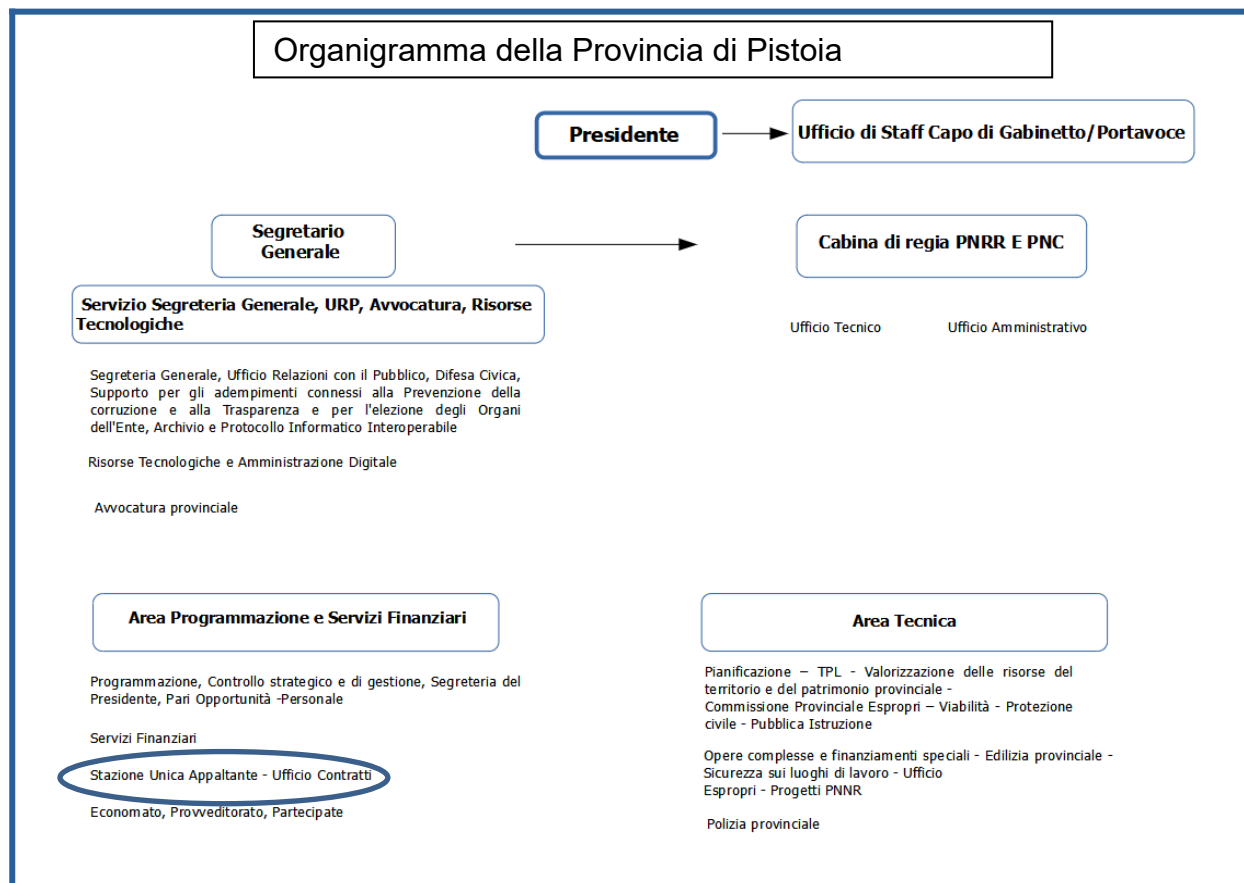 Organigramma della Provincia di Pistoia
Presidente
Ufficio di Staff Capo di Gabinetto/Portavoce
Segretario
Generale
Cabina di regia PNRR E PNC
Servizio Segreteria Generale, URP, Avvocatura, Risorse
Tecnologiche
Ufficio Tecnico
Ufficio Amministrativo
Segreteria Generale, Ufficio Relazioni con il Pubblico, Difesa Civica,
Supporto per gli adempimenti connessi alla Prevenzione della
corruzione e alla Trasparenza e per l'elezione degli Organi
dell'Ente, Archivio e Protocollo Informatico Interoperabile
Risorse Tecnologiche e Amministrazione Digitale
Avvocatura provinciale
Area Programmazione e Servizi Finanziari
Programmazione, Controllo strategico e di gestione, Segreteria del
Presidente, Pari Opportunità -Personale
Servizi Finanziari
Stazione Unica Appaltante - Ufficio Contratti
Economato, Provveditorato, Partecipate
Area Tecnica
Pianificazione – TPL - Valorizzazione delle risorse del
territorio e del patrimonio provinciale -
Commissione Provinciale Espropri – Viabilità - Protezione
civile - Pubblica Istruzione
Opere complesse e finanziamenti speciali - Edilizia provinciale -
Sicurezza sui luoghi di lavoro - Ufficio
Espropri - Progetti PNNR
Polizia provinciale